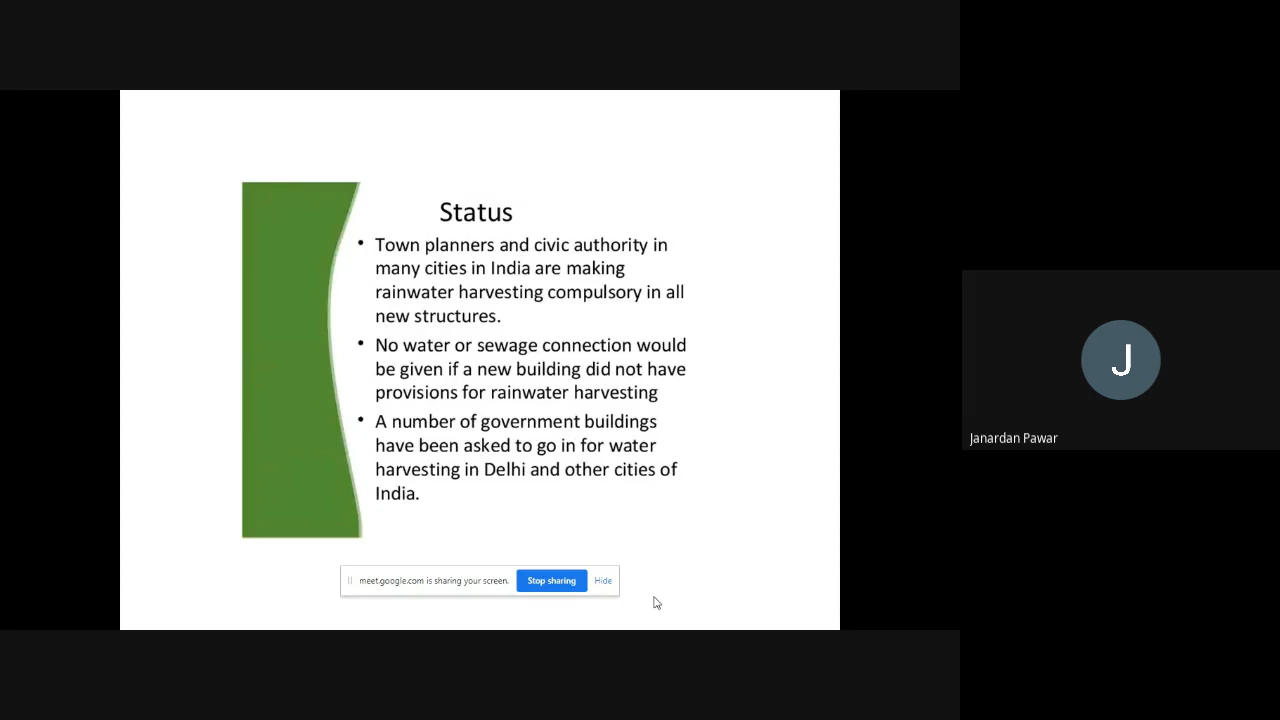 Status
• Town planners and civic authority in
many cities in India are making
rainwater harvesting compulsory in all
new structures.
• No water or sewage connection would
be given if a new building did not have
provisions for rainwater harvesting
• A number of government buildings
have been asked to go in for water
harvesting in Delhi and other cities of
India.
meet.google.com is sharing your screen. Stop sharing Hide
J
Janardan Pawar